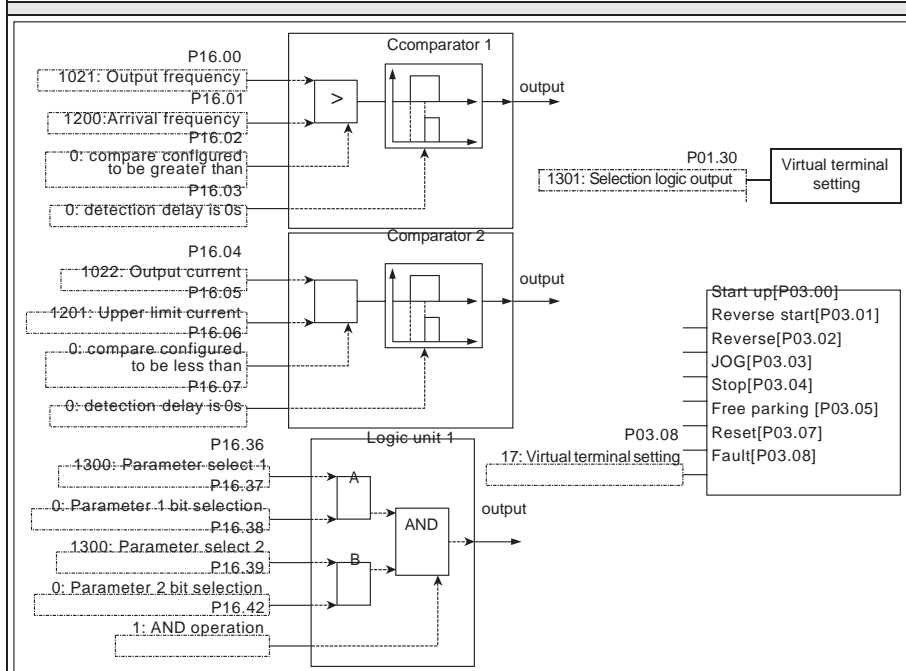 Ccomparator 1
P16.00
1021: Output frequency
P16.01
1200:Arrival frequency
P16.02
0: compare configured
to be greater than
P16.03
0: detection delay is 0s
>
output
P01.30
1301: Selection logic output
Virtual terminal
setting
Comparator 2
P16.04
1022: Output current
P16.05
1201: Upper limit current
P16.06
0: compare configured
to be less than
P16.07
0: detection delay is 0s
output
Start up[P03.00]
Reverse start[P03.01]
Reverse[P03.02]
JOG[P03.03]
Stop[P03.04]
Free parking [P03.05]
Reset[P03.07]
Fault[P03.08]
P03.08
17: Virtual terminal setting
Logic unit 1
P16.36
1300: Parameter select 1
P16.37
0: Parameter 1 bit selection
P16.38
1300: Parameter select 2
P16.39
0: Parameter 2 bit selection
P16.42
1: AND operation
A
B
AND
output